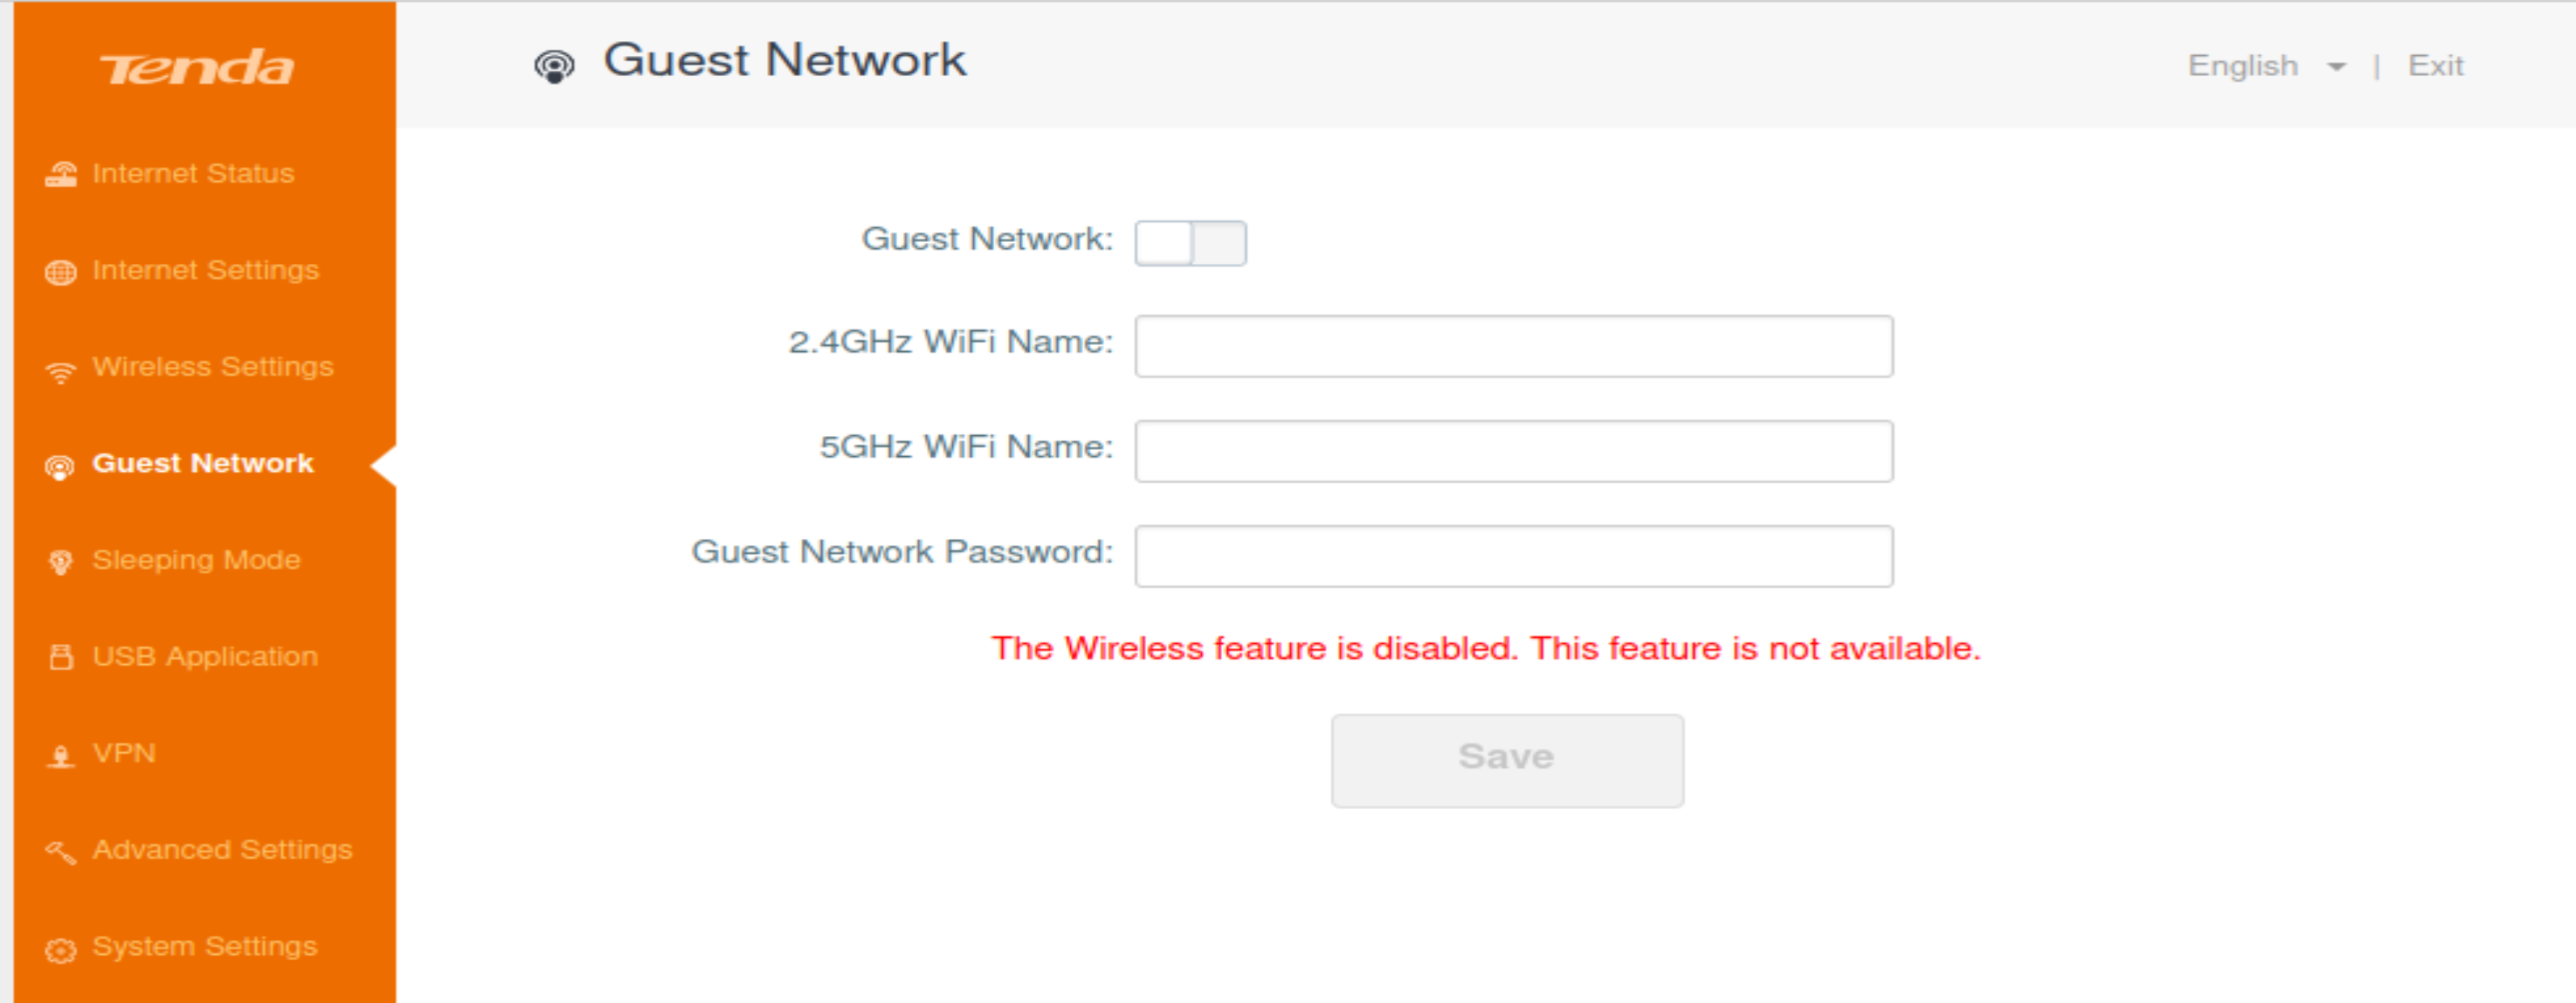 Tenda
Guest Network
English | Exit
Internet Status
Internet Settings
Wireless Settings
Guest Network
Sleeping Mode
USB Application
VPN
Advanced Settings
System Settings
Guest Network:
2.4GHz WiFi Name:
5GHz WiFi Name:
Guest Network Password:
The Wireless feature is disabled. This feature is not available.
Save